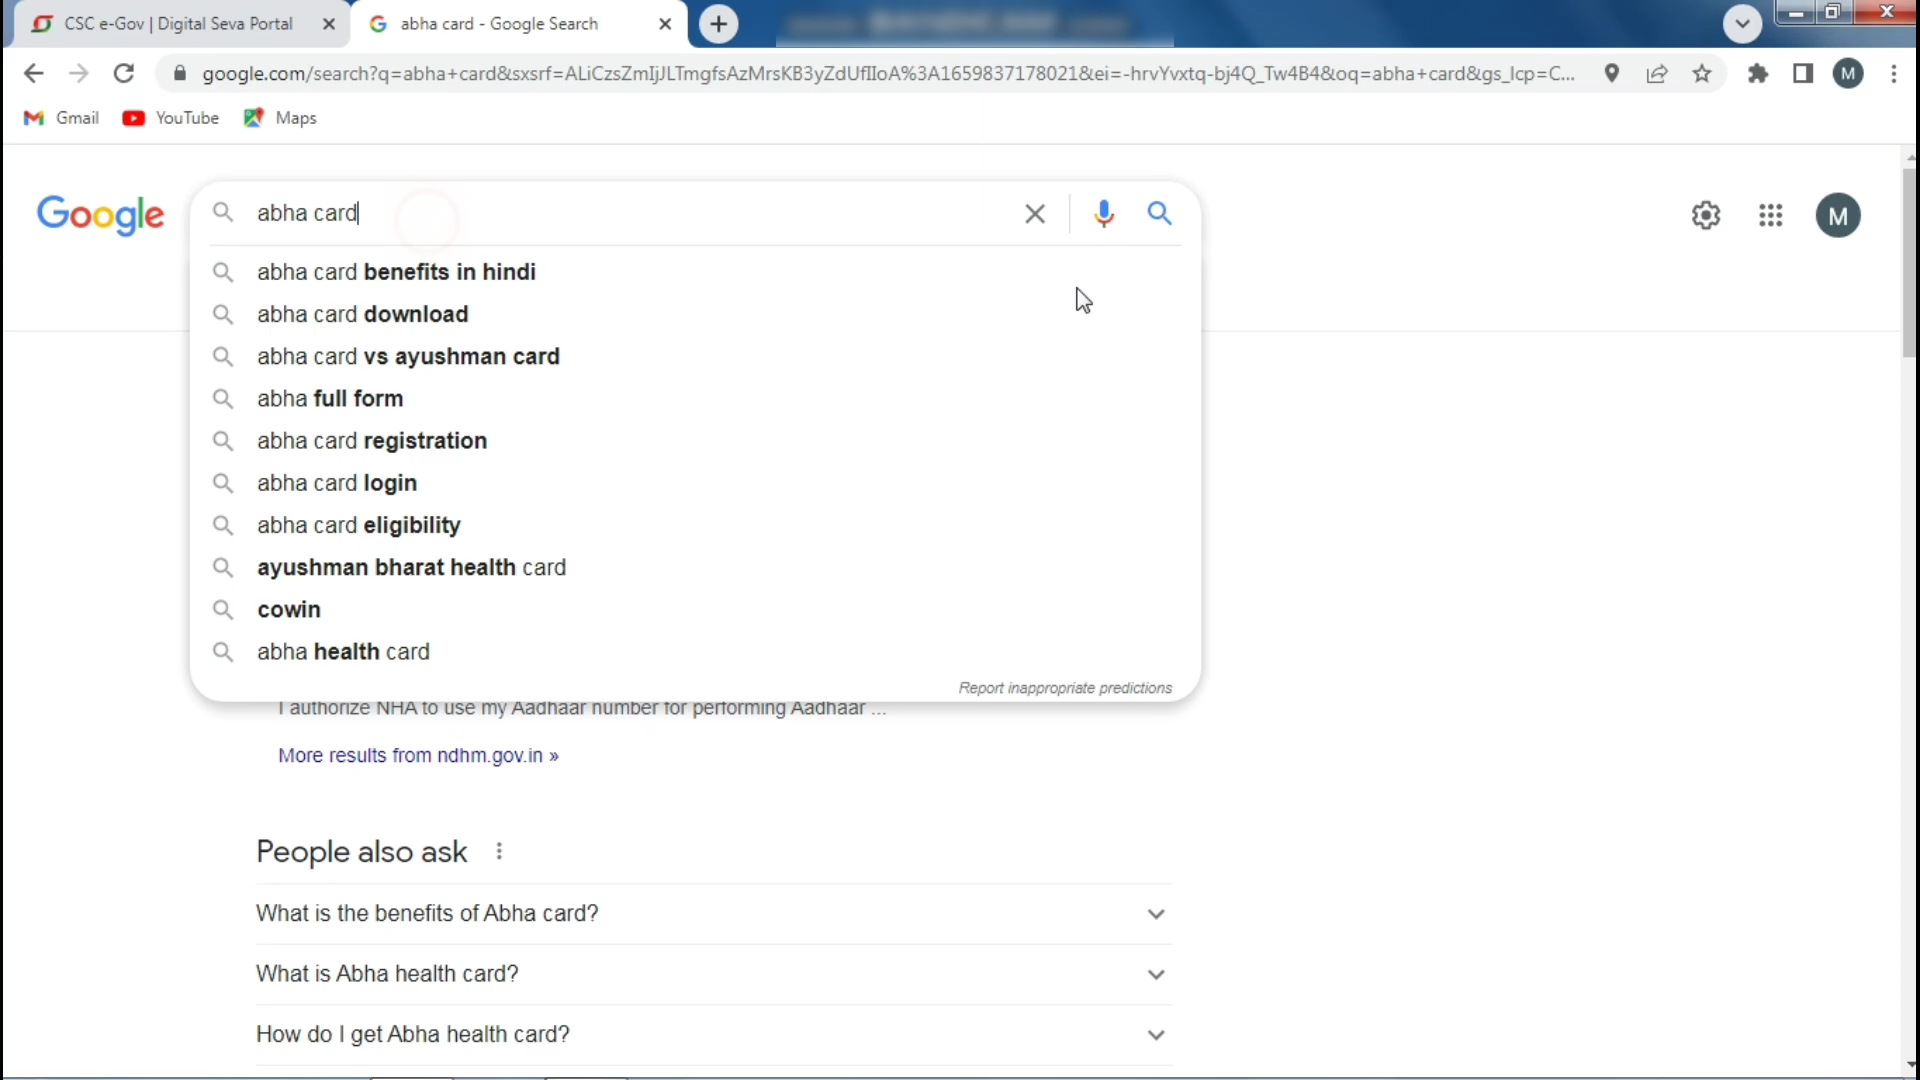 CSC e-Gov | Digital Seva Portal
abha card - Google Search
google.com/search?q=abha+card&sxsrf=ALiCzsZmIjJLTmgfsAzMrsKB3yZdUfIIoA%3A1659837178021&ei=-hrvYvxtq-bj4Q_Tw4B4&oq=abha+card&gs_lcp=C...
M
Gmail
YouTube
Maps
Google
abha card
M
abha card benefits in hindi
abha card download
abha card vs ayushman card
abha full form
abha card registration
abha card login
abha card eligibility
ayushman bharat health card
cowin
abha health card
Report inappropriate predictions
I authorize NHA to use my Aadhaar number for performing Aadhaar ...
More results from ndhm.gov.in »
People also ask
What is the benefits of Abha card?
What is Abha health card?
How do I get Abha health card?